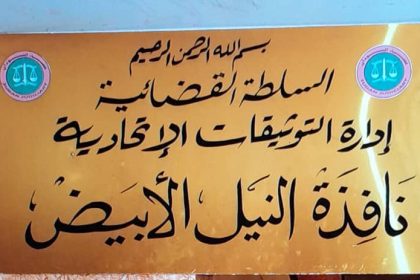 بسم الله الرحمن الرحيم
السلطة القضائية
إدارة التوثيقات الإتحادية
نافذة النيل الأبيض